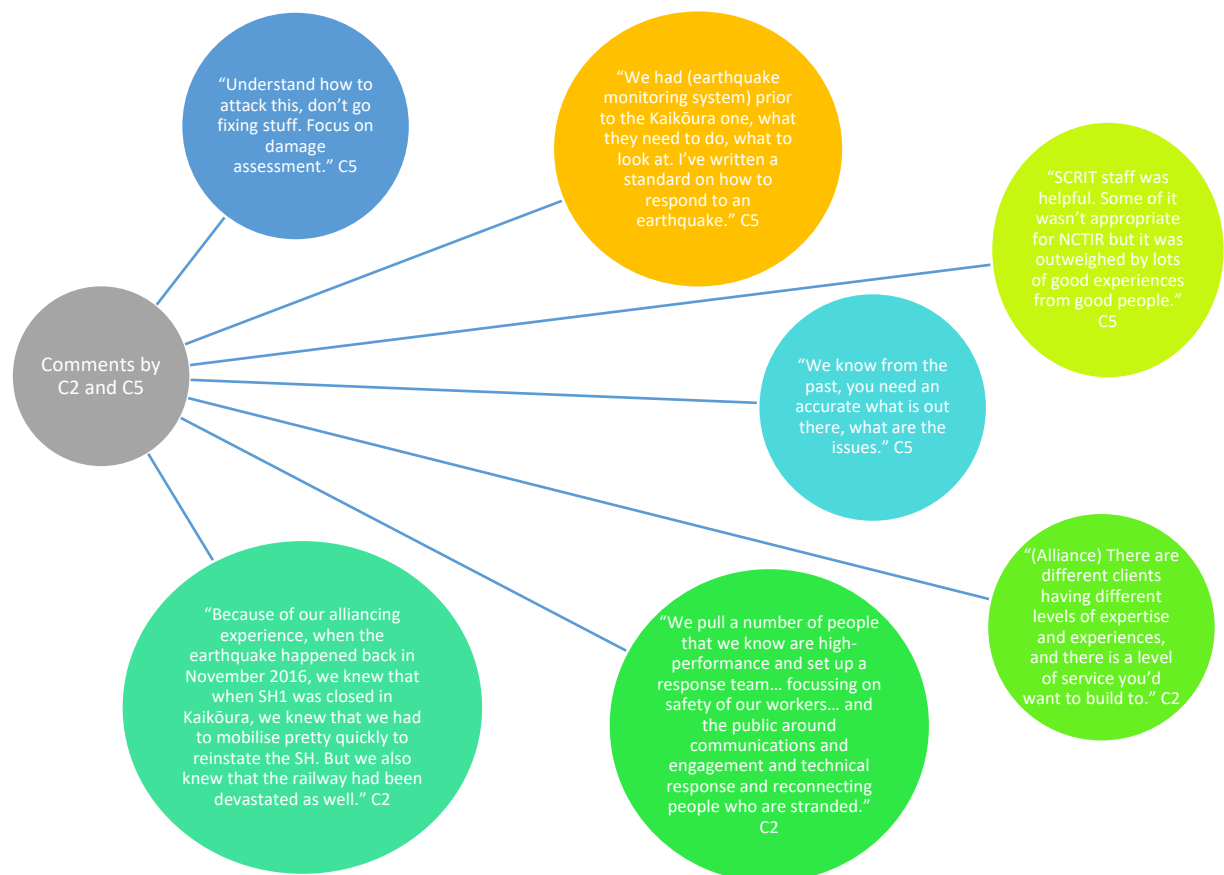 “Understand how to
attack this, don’t go
fixing stuff. Focus on
damage
assessment.” C5
“We had (earthquake
monitoring system) prior
to the Kaikōura one, what
they need to do, what to
look at. I’ve written a
standard on how to
respond to an
earthquake.” C5
“SCRIT staff was
helpful. Some of it
wasn’t appropriate
for NCTIR but it was
outweighed by lots
of good experiences
from good people.”
C5
Comments by
C2 and C5
“We know from the
past, you need an
accurate what is out
there, what are the
issues.” C5
“(Alliance) There are
different clients
having different
levels of expertise
and experiences,
and there is a level
of service you’d
want to build to.” C2
“Because of our alliancing
experience, when the
earthquake happened back in
November 2016, we knew that
when SH1 was closed in
Kaikōura, we knew that we had
to mobilise pretty quickly to
reinstate the SH. But we also
knew that the railway had been
devastated as well.” C2
“We pull a number of people
that we know are high-
performance and set up a
response team… focussing on
safety of our workers… and
the public around
communications and
engagement and technical
response and reconnecting
people who are stranded.”
C2